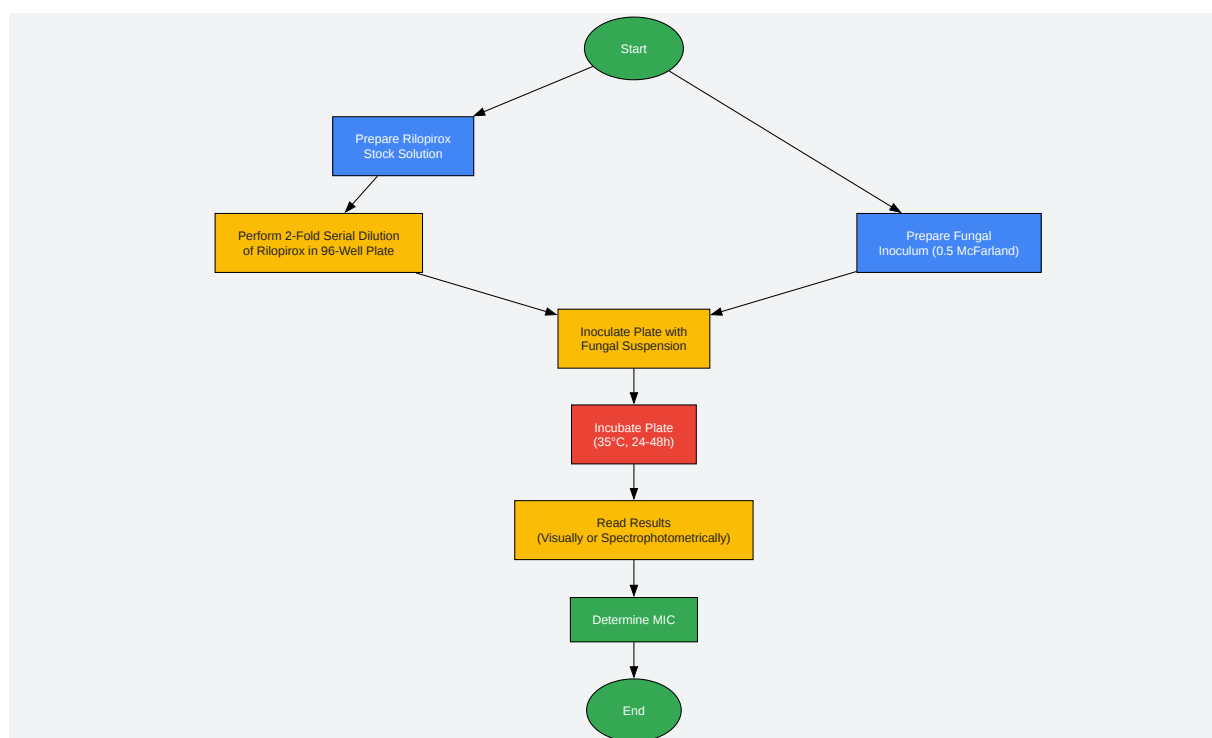 Start
Prepare Rilopirox
Stock Solution
Perform 2-Fold Serial Dilution
of Rilopirox in 96-Well Plate
Prepare Fungal
Inoculum (0.5 McFarland)
Inoculate Plate with
Fungal Suspension
Incubate Plate
(35°C, 24-48h)
Read Results
(Visually or Spectrophotometrically)
Determine MIC
End